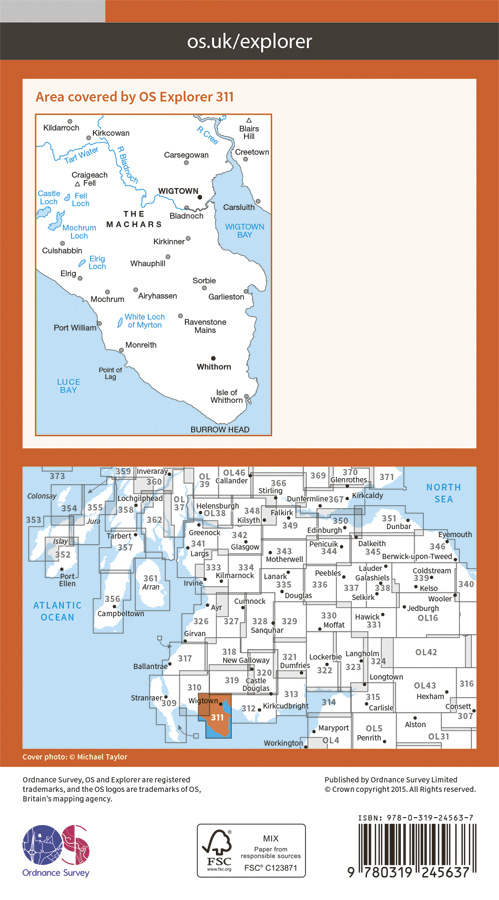 os.uk/explorer
Area covered by OS Explorer 311
Kildarroch
Kirkcowan
R Cree
Blairs
Hill
Tarf Water
R Bladnoch
Carsegowan
Creetown
Craigeach
Fell
Castle
Loch
Fell
Loch
WIGTOWN
Carsluith
THE
MACHARS
Bladnoch
Mochrum
Loch
WIGTOWN
BAY
Culshabbin
Kirkinner
Elrig
Loch
Whauphill
Elrig
Sorbie
Mochrum
Airyhassen
Garlieston
Port William
White Loch
of Myrton
Ravenstone
Mains
Monreith
Point of
Lag
Whithorn
LUCE
BAY
Isle of
Whithorn
BURROW HEAD
373
359
Inveraray
360
OL
39
OL46
Callander
366
Stirling
369
370
Glenrothes
371
NORTH
SEA
Colonsay
354
355
Jura
Lochgilphead
358
OL
37
Helensburgh
OL38
348
Kilsyth
Falkirk
349
Dunfermline
367
Kirkcaldy
353
362
Greenock
350
Edinburgh
351
Dunbar
Islay
352
Tarbert
357
341
Largs
342
Glasgow
Penicuik
344
Dalkeith
345
Eyemouth
346
Berwick-upon-Tweed
343
Motherwell
Port
Ellen
361
Arran
333
Irvine
334
Kilmarnock
Lanark
335
Peebles
336
Lauder
Galashiels
337
338
Selkirk
Coldstream
339
Kelso
Wooler
340
ATLANTIC
OCEAN
356
Campbeltown
Ayr
Cumnock
Douglas
Jedburgh
OL16
326
327
328
Sanquhar
329
330
Moffat
Hawick
331
Girvan
317
Ballantrae
318
New Galloway
320
321
Dumfries
Lockerbie
322
Langholm
323
324
OL42
319
Castle
Douglas
Longtown
Stranraer
309
310
Wigtown
311
312
313
Kirkcudbright
314
315
Carlisle
OL43
Hexham
316
Consett
307
Maryport
OL5
Penrith
Alston
OL31
Workington
OL4
Cover photo: © Michael Taylor
Ordnance Survey, OS and Explorer are registered
trademarks, and the OS logos are trademarks of OS,
Britain's mapping agency.
Published by Ordnance Survey Limited
© Crown copyright 2015. All Rights reserved.
OS
Ordnance Survey
FSC
www.fsc.org
MIX
Paper from
responsible sources
FSC® C123871
ISBN: 978-0-319-24563-7
9 780319 245637